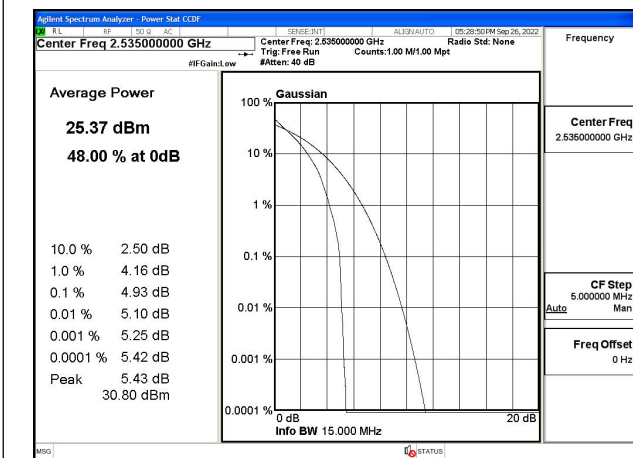 Agilent Spectrum Analyzer - Power Stat CCDF
RL RF 50 Ω AC SENSE:INT ALIGN AUTO 05:28:50 PM Sep 26, 2022
Center Freq 2.535000000 GHz
Center Freq: 2.535000000 GHz Radio Std: None
Trig: Free Run Counts:1.00 M/1.00 Mpt
#IFGain:Low #Atten: 40 dB
Frequency
Average Power
25.37 dBm
48.00 % at 0dB
10.0 % 2.50 dB
1.0 % 4.16 dB
0.1 % 4.93 dB
0.01 % 5.10 dB
0.001 % 5.25 dB
0.0001 % 5.42 dB
Peak 5.43 dB
30.80 dBm
Gaussian
100 %
10 %
1 %
0.1 %
0.01 %
0.001 %
0.0001 %
0 dB 20 dB
Info BW 15.000 MHz
Center Freq
2.535000000 GHz
CF Step
5.000000 MHz
Auto Man
Freq Offset
0 Hz
MSG STATUS